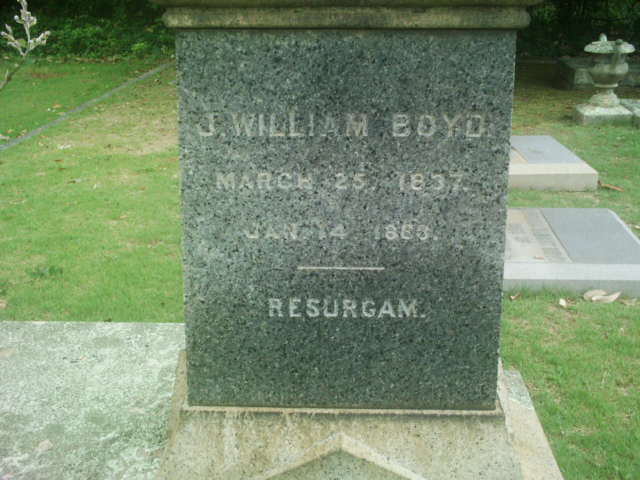 J. WILLIAM BOYD.
MARCH 25, 1837.
JAN. 14
RESURGAM.